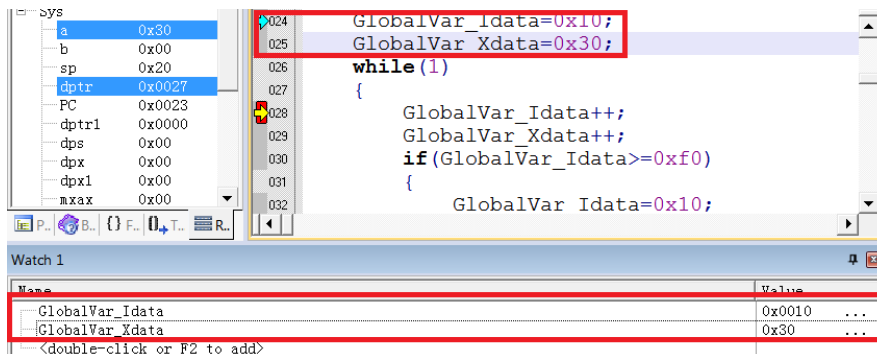 Sys
a 0x30
b 0x00
sp 0x20
dptr 0x0027
PC 0x0023
dptr1 0x0000
dps 0x00
dpx 0x00
dpx1 0x00
mxax 0x00
P.. B.. {} F.. 0.. T.. R..
024 GlobalVar_Idata=0x10;
025 GlobalVar_Xdata=0x30;
026 while(1)
027 {
028 GlobalVar_Idata++;
029 GlobalVar_Xdata++;
030 if(GlobalVar_Idata>=0xf0)
031 {
032 GlobalVar_Idata=0x10;
Watch 1
Name Value
GlobalVar_Idata 0x0010 ...
GlobalVar_Xdata 0x30 ...
<double-click or F2 to add>